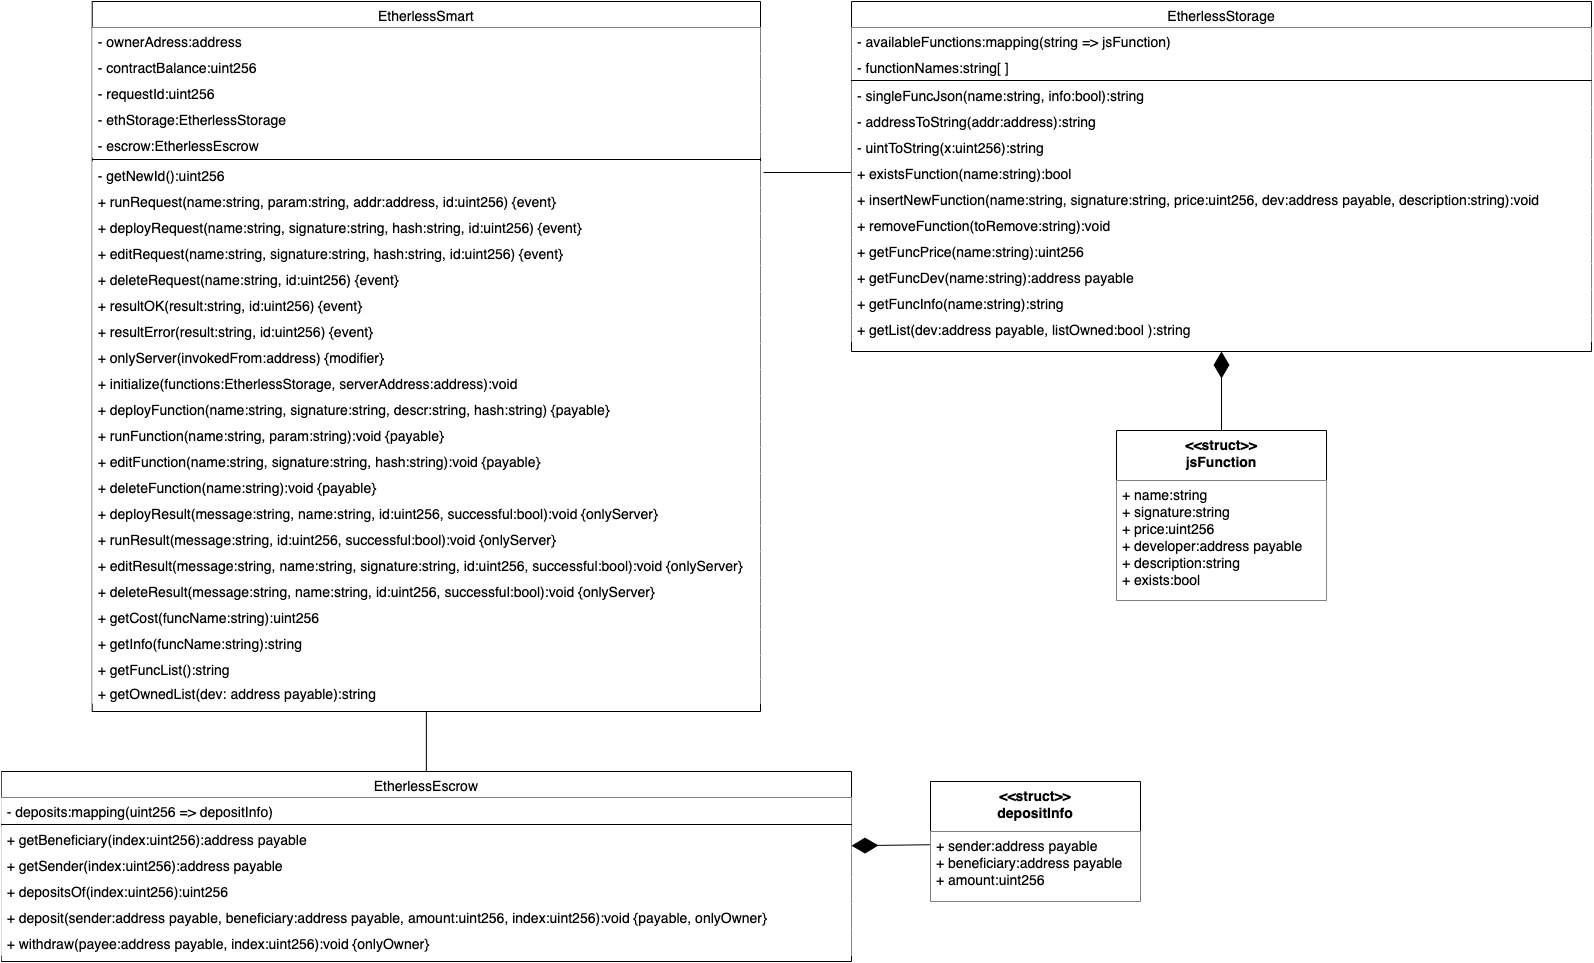 EtherlessSmart
- ownerAdress:address
- contractBalance:uint256
- requestId:uint256
- ethStorage:EtherlessStorage
- escrow:EtherlessEscrow
- getNewId():uint256
+ runRequest(name:string, param:string, addr:address, id:uint256) {event}
+ deployRequest(name:string, signature:string, hash:string, id:uint256) {event}
+ editRequest(name:string, signature:string, hash:string, id:uint256) {event}
+ deleteRequest(name:string, id:uint256) {event}
+ resultOK(result:string, id:uint256) {event}
+ resultError(result:string, id:uint256) {event}
+ onlyServer(invokedFrom:address) {modifier}
+ initialize(functions:EtherlessStorage, serverAddress:address):void
+ deployFunction(name:string, signature:string, descr:string, hash:string) {payable}
+ runFunction(name:string, param:string):void {payable}
+ editFunction(name:string, signature:string, hash:string):void {payable}
+ deleteFunction(name:string):void {payable}
+ deployResult(message:string, name:string, id:uint256, successful:bool):void {onlyServer}
+ runResult(message:string, id:uint256, successful:bool):void {onlyServer}
+ editResult(message:string, name:string, signature:string, id:uint256, successful:bool):void {onlyServer}
+ deleteResult(message:string, name:string, id:uint256, successful:bool):void {onlyServer}
+ getCost(funcName:string):uint256
+ getInfo(funcName:string):string
+ getFuncList():string
+ getOwnedList(dev: address payable):string
EtherlessStorage
- availableFunctions:mapping(string => jsFunction)
- functionNames:string[ ]
- singleFuncJson(name:string, info:bool):string
- addressToString(addr:address):string
- uintToString(x:uint256):string
+ existsFunction(name:string):bool
+ insertNewFunction(name:string, signature:string, price:uint256, dev:address payable, description:string):void
+ removeFunction(toRemove:string):void
+ getFuncPrice(name:string):uint256
+ getFuncDev(name:string):address payable
+ getFuncInfo(name:string):string
+ getList(dev:address payable, listOwned:bool ):string
<<struct>>
jsFunction
+ name:string
+ signature:string
+ price:uint256
+ developer:address payable
+ description:string
+ exists:bool
EtherlessEscrow
- deposits:mapping(uint256 => depositInfo)
+ getBeneficiary(index:uint256):address payable
+ getSender(index:uint256):address payable
+ depositsOf(index:uint256):uint256
+ deposit(sender:address payable, beneficiary:address payable, amount:uint256, index:uint256):void {payable, onlyOwner}
+ withdraw(payee:address payable, index:uint256):void {onlyOwner}
<<struct>>
depositInfo
+ sender:address payable
+ beneficiary:address payable
+ amount:uint256